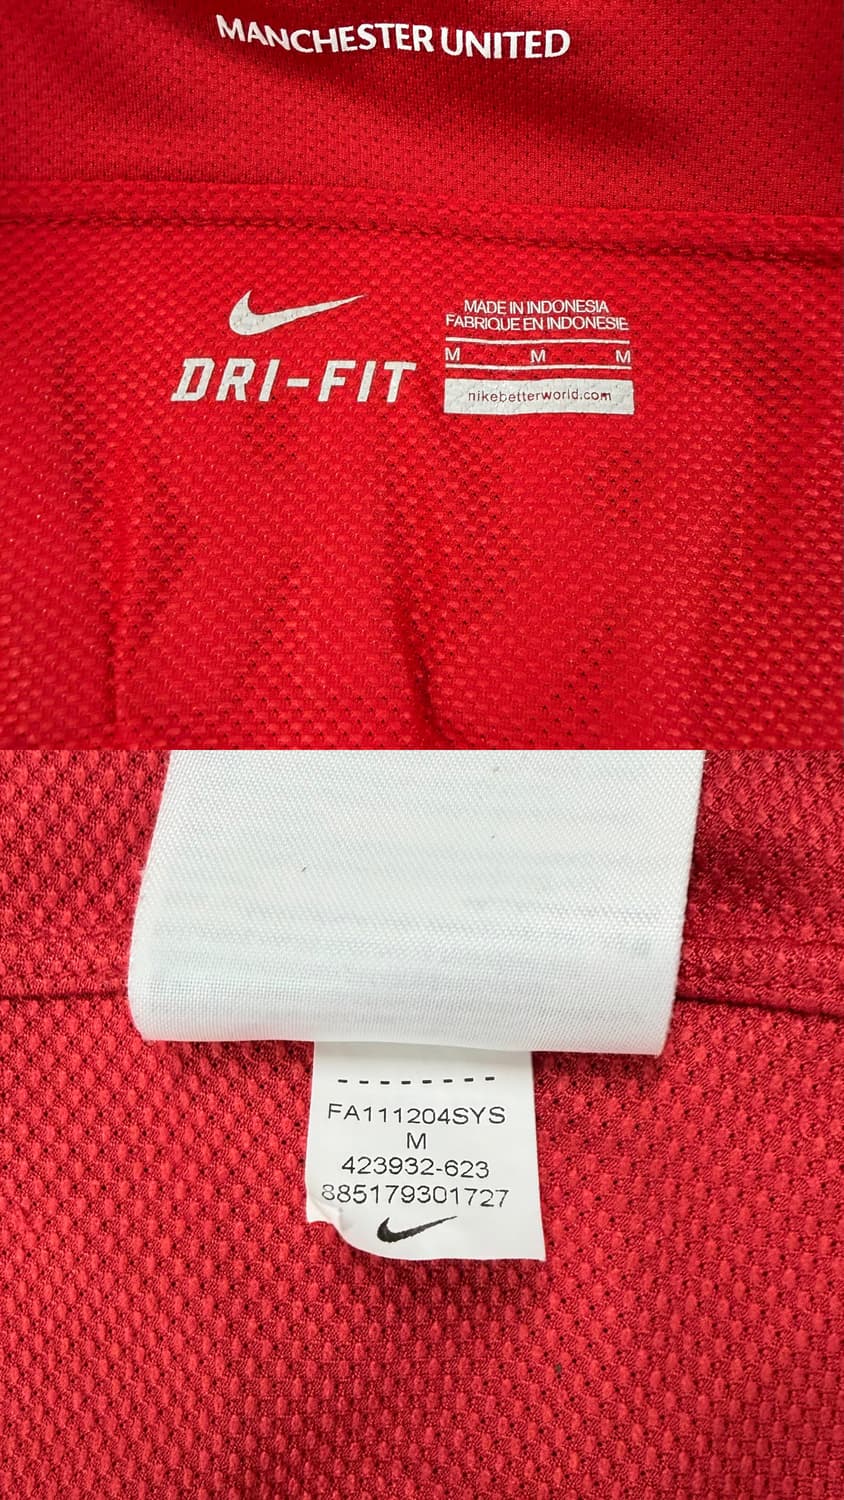 MANCHESTER UNITED
DRI-FIT
MADE IN INDONESIA
FABRIQUE EN INDONESIE
M M M
nikebetterworld.com
FA111204SYS
M
423932-623
885179301727